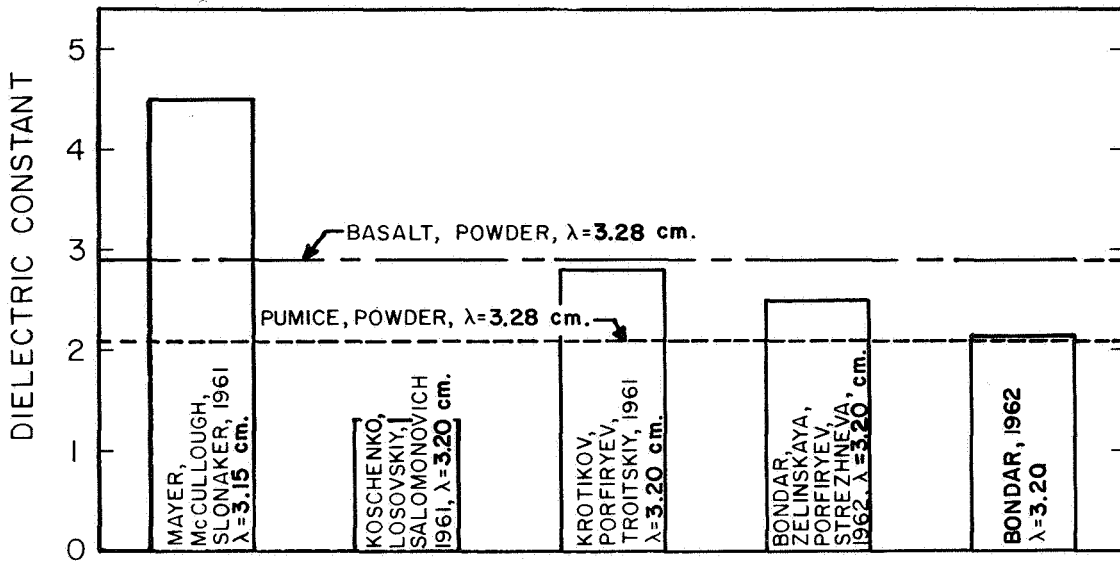 DIELECTRIC CONSTANT
5
4
3
2
1
0
BASALT, POWDER, λ=3.28 cm.
PUMICE, POWDER, λ=3.28 cm.
MAYER,
McCULLOUGH,
SLONAKER, 1961
λ=3.15 cm.
KOSCHENKO,
LOSOVSKIY,
SALOMONOVICH
1961, λ=3.20 cm.
KROTIKOV,
PORFIRYEV,
TROITSKIY, 1961
λ=3.20 cm.
BONDAR,
ZELINSKAYA,
PORFIRYEV,
STREZHNEVA,
1962, λ=3.20 cm.
BONDAR, 1962
λ=3.20